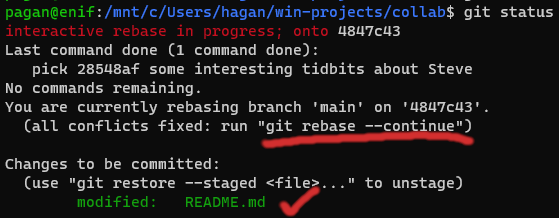 pagan@enif:/mnt/c/Users/hagan/win-projects/collab$ git status
interactive rebase in progress; onto 4847c43
Last command done (1 command done):
   pick 28548af some interesting tidbits about Steve
No commands remaining.
You are currently rebasing branch 'main' on '4847c43'.
  (all conflicts fixed: run "git rebase --continue")

Changes to be committed:
  (use "git restore --staged <file>..." to unstage)
        modified:   README.md